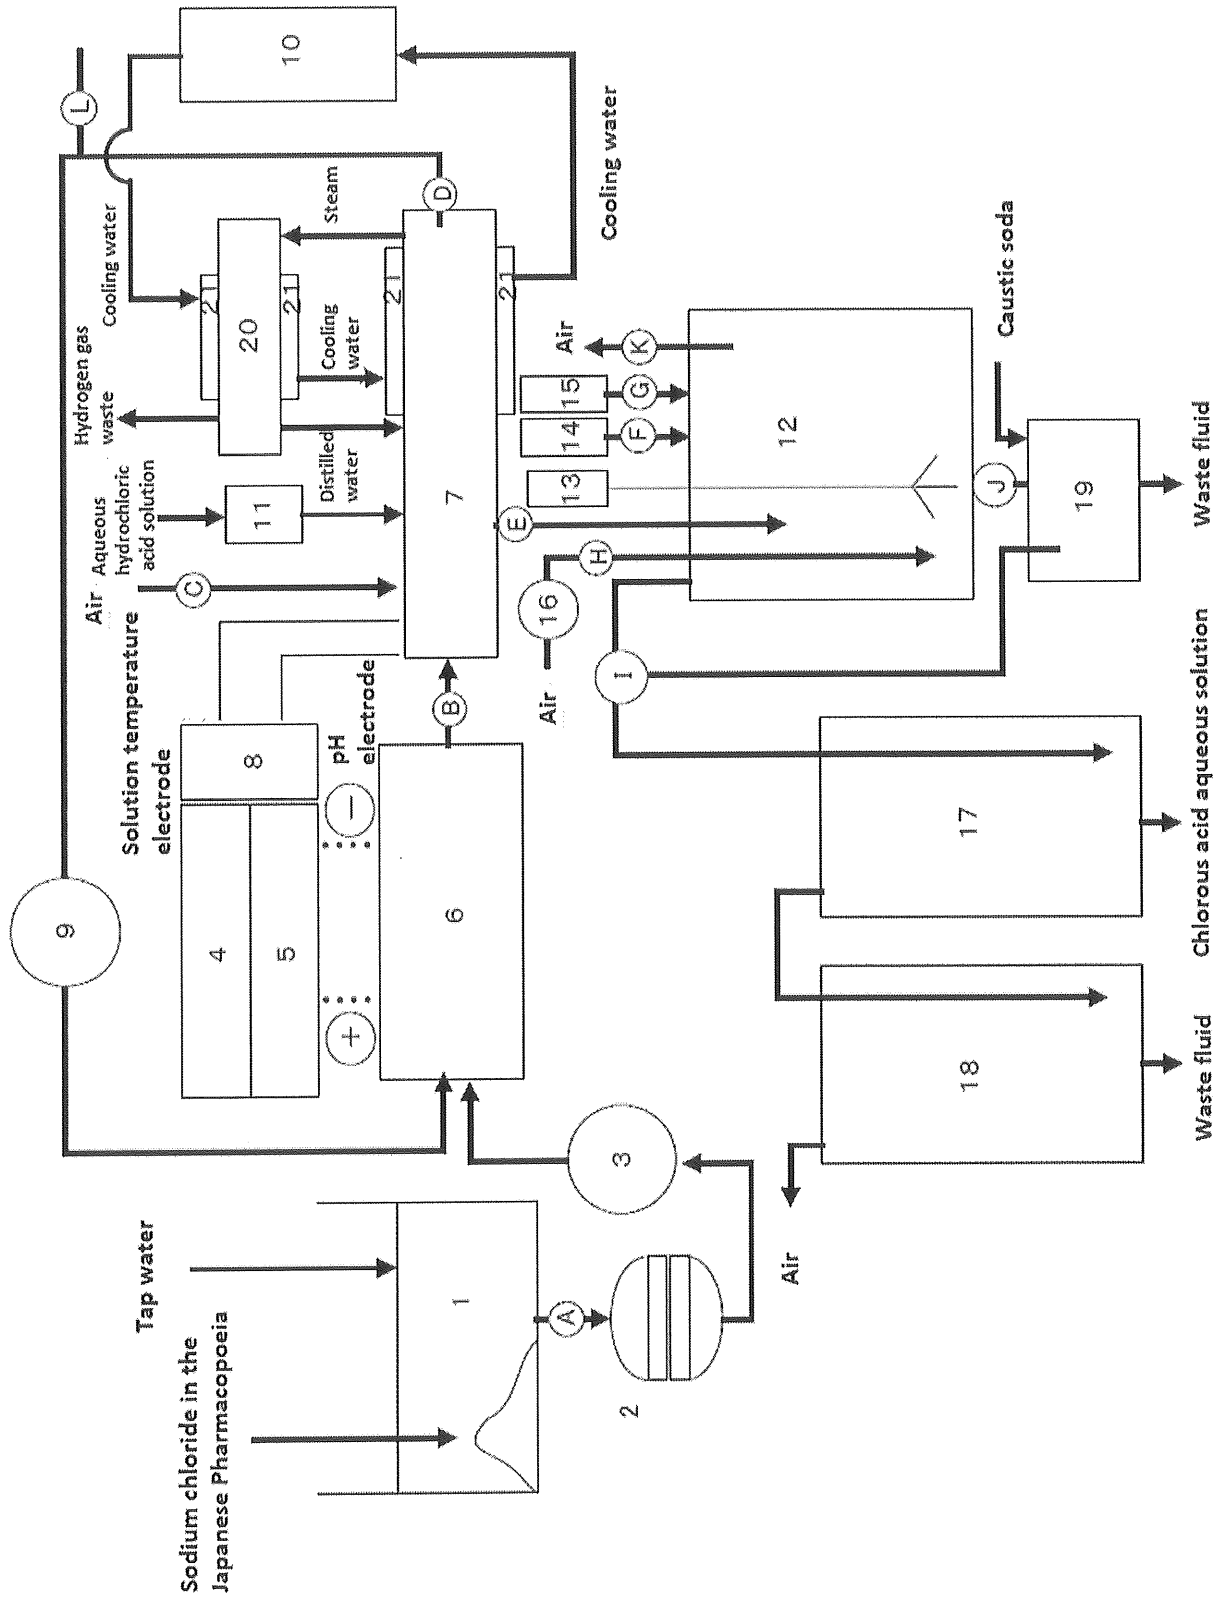 Sodium chloride in the
Japanese Pharmacopoeia
Tap water
1
A
2
3
9
4
5
6
+
−
8
Solution temperature
electrode
pH
electrode
B
Air
C
Aqueous
hydrochloric
acid solution
11
Hydrogen gas
waste
Distilled
water
Cooling water
20
21
21
Cooling
water
Steam
7
21
21
D
L
10
Cooling water
E
Air
16
H
13
14
15
F
G
K
Air
12
I
J
19
Caustic soda
Waste fluid
17
Chlorous acid aqueous solution
18
Air
Waste fluid